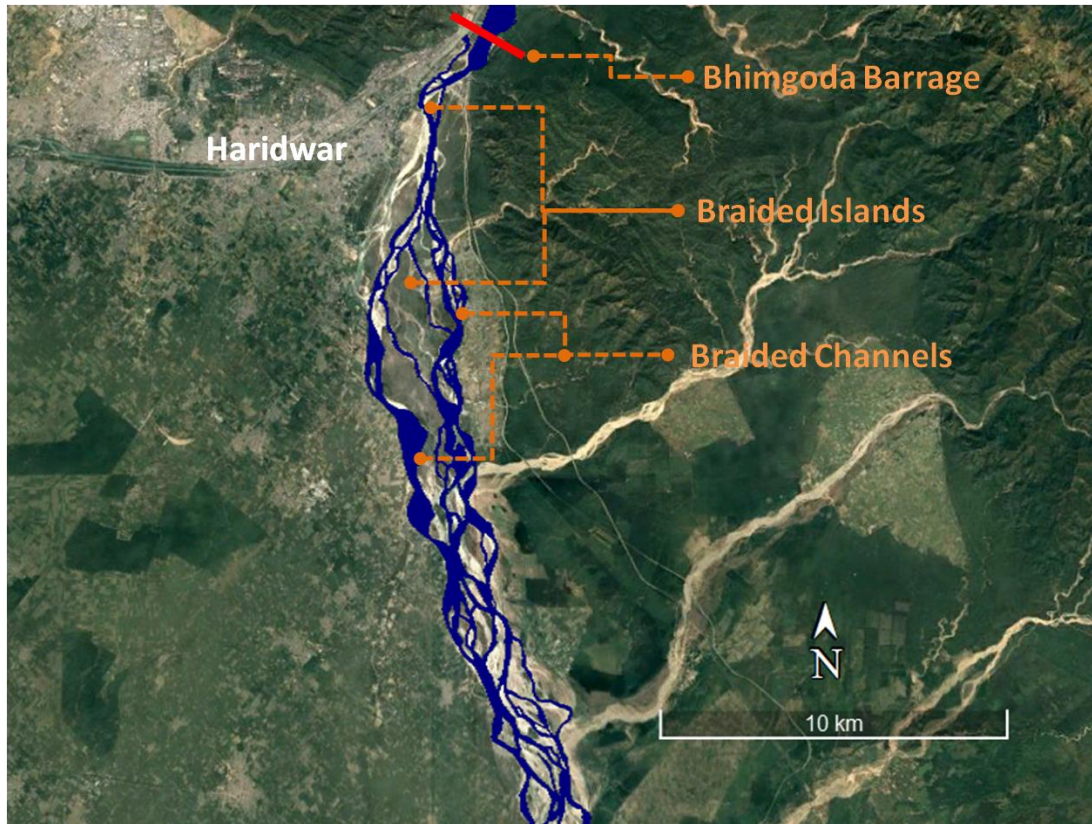 Bhimgoda Barrage
Haridwar
Braided Islands
Braided Channels
N
10 km